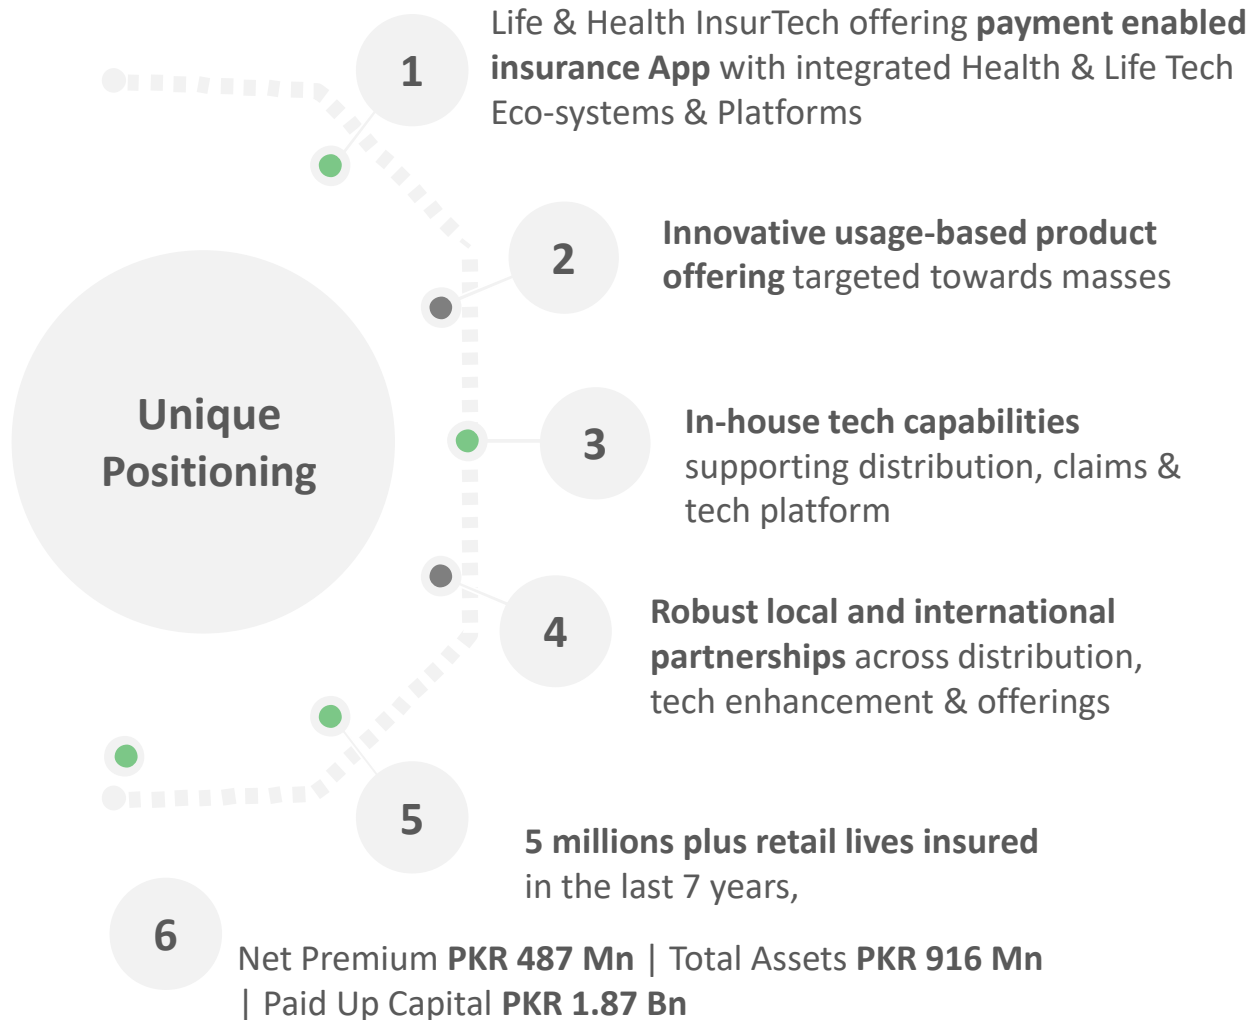 1
Life & Health InsurTech offering payment enabled
insurance App with integrated Health & Life Tech
Eco-systems & Platforms
2
Innovative usage-based product
offering targeted towards masses
Unique
Positioning
3
In-house tech capabilities
supporting distribution, claims &
tech platform
4
Robust local and international
partnerships across distribution,
tech enhancement & offerings
5
5 millions plus retail lives insured
in the last 7 years,
6
Net Premium PKR 487 Mn | Total Assets PKR 916 Mn
| Paid Up Capital PKR 1.87 Bn